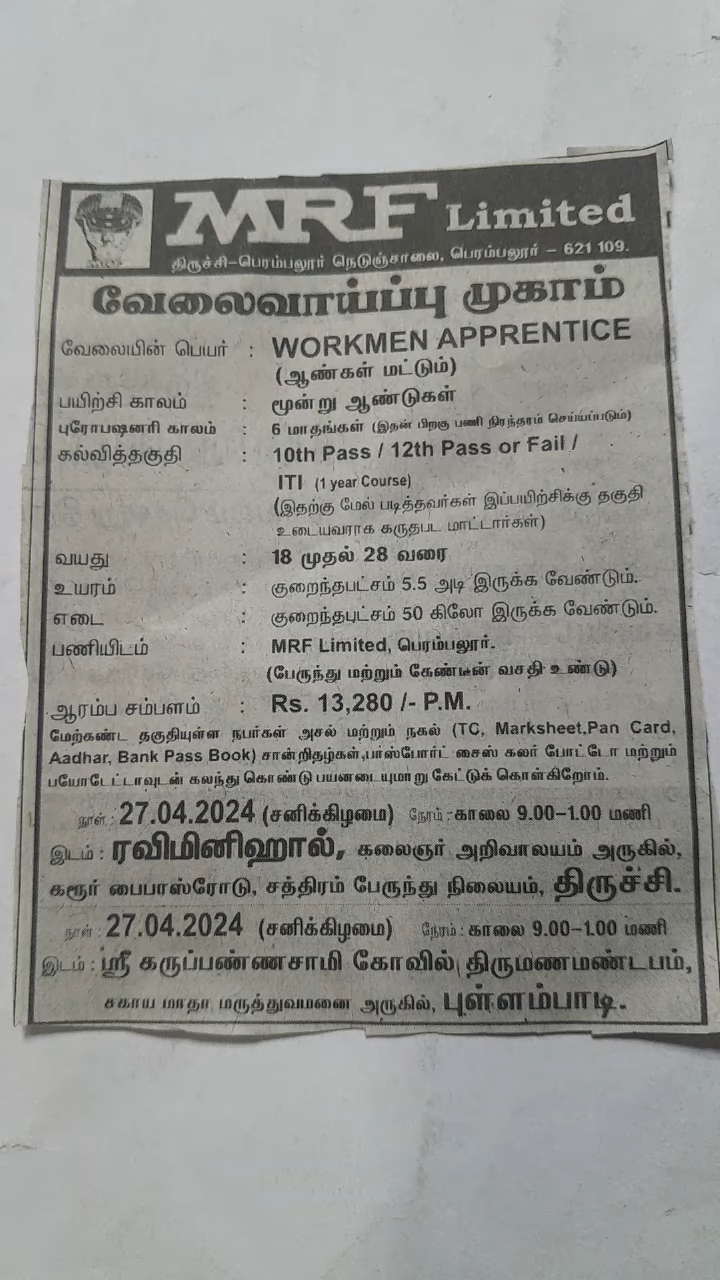 MRF Limited
திருச்சி-பெரம்பலூர் நெடுஞ்சாலை, பெரம்பலூர் - 621 109.
வேலைவாய்ப்பு முகாம்
வேலையின் பெயர் : WORKMEN APPRENTICE
(ஆண்கள் மட்டும்)
பயிற்சி காலம் : மூன்று ஆண்டுகள்
புரோபஷனரி காலம் : 6 மாதங்கள் (இதன் பிறகு பணி நிரந்தரம் செய்யப்படும்)
கல்வித்தகுதி : 10th Pass / 12th Pass or Fail /
ITI (1 year Course)
(இதற்கு மேல் படித்தவர்கள் இப்பயிற்சிக்கு தகுதி
உடையவராக கருதபட மாட்டார்கள்)
வயது : 18 முதல் 28 வரை
உயரம் : குறைந்தபட்சம் 5.5 அடி இருக்க வேண்டும்.
எடை : குறைந்தபட்சம் 50 கிலோ இருக்க வேண்டும்.
பணியிடம் : MRF Limited, பெரம்பலூர்.
(பேருந்து மற்றும் கேண்டீன் வசதி உண்டு)
ஆரம்ப சம்பளம் : Rs. 13,280 /- P.M.
மேற்கண்ட தகுதியுள்ள நபர்கள் அசல் மற்றும் நகல் (TC, Marksheet,Pan Card,
Aadhar, Bank Pass Book) சான்றிதழ்கள்,பாஸ்போர்ட் சைஸ் கலர் போட்டோ மற்றும்
பயோடேட்டாவுடன் கலந்து கொண்டு பயனடையுமாறு கேட்டுக் கொள்கிறோம்.
நாள் : 27.04.2024 (சனிக்கிழமை) நேரம் : காலை 9.00-1.00 மணி
இடம் : ரவிமினிஹால், கலைஞர் அறிவாலயம் அருகில்,
கரூர் பைபாஸ்ரோடு, சத்திரம் பேருந்து நிலையம், திருச்சி.
நாள் : 27.04.2024 (சனிக்கிழமை) நேரம் : காலை 9.00-1.00 மணி
இடம் : ஸ்ரீ கருப்பண்ணசாமி கோவில் திருமணமண்டபம்,
சகாய மாதா மருத்துவமனை அருகில், புள்ளம்பாடி.